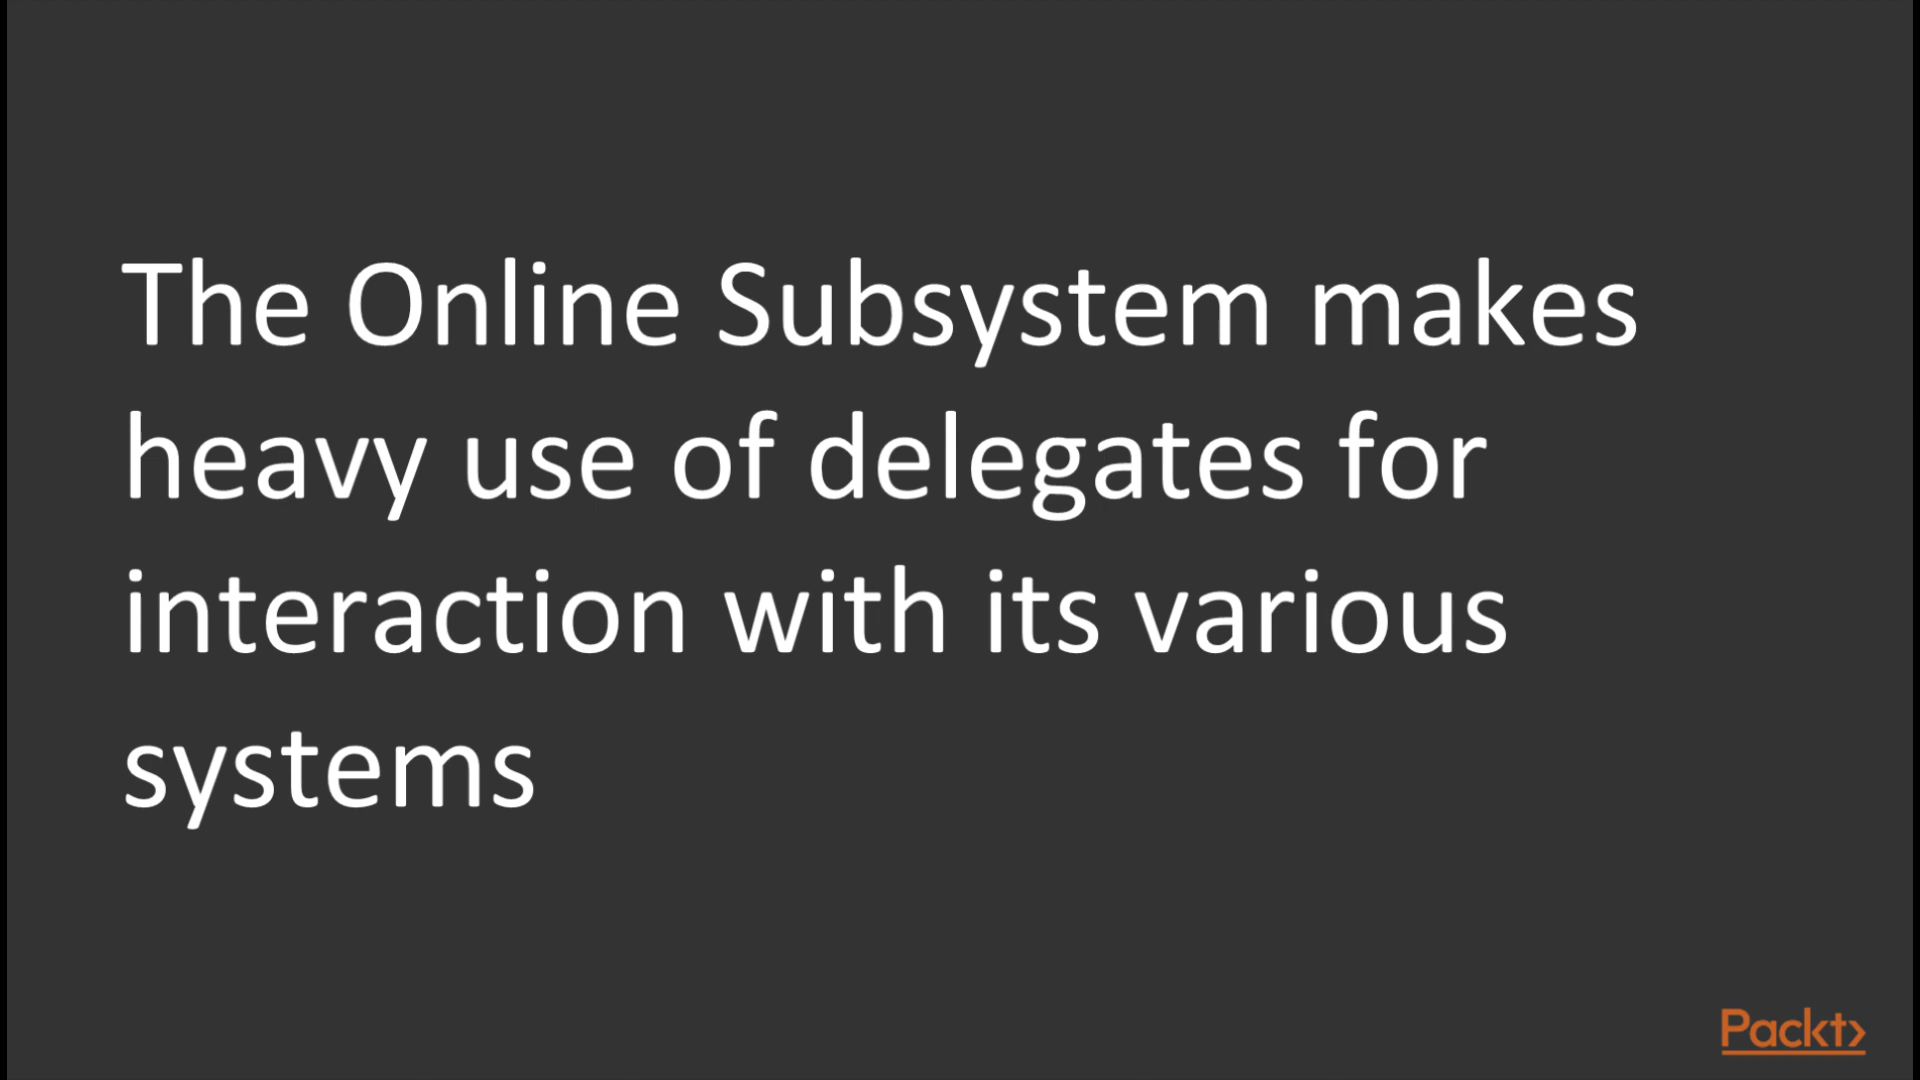 The Online Subsystem makes
heavy use of delegates for
interaction with its various
systems
Packt>